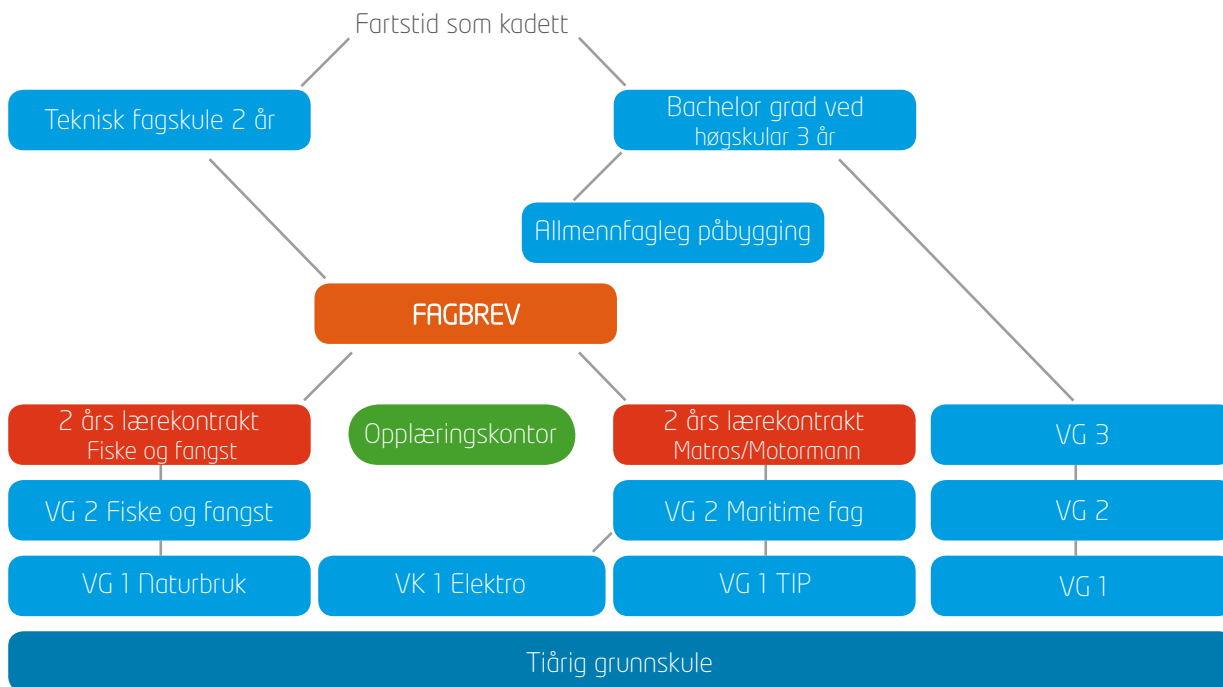 Fartstid som kadett
Teknisk fagskule 2 år
Bachelor grad ved
høgskular 3 år
Allmennfagleg påbygging
FAGBREV
2 års lærekontrakt
Fiske og fangst
Opplæringskontor
2 års lærekontrakt
Matros/Motormann
VG 3
VG 2 Fiske og fangst
VG 2 Maritime fag
VG 2
VG 1 Naturbruk
VK 1 Elektro
VG 1 TIP
VG 1
Tiårig grunnskule